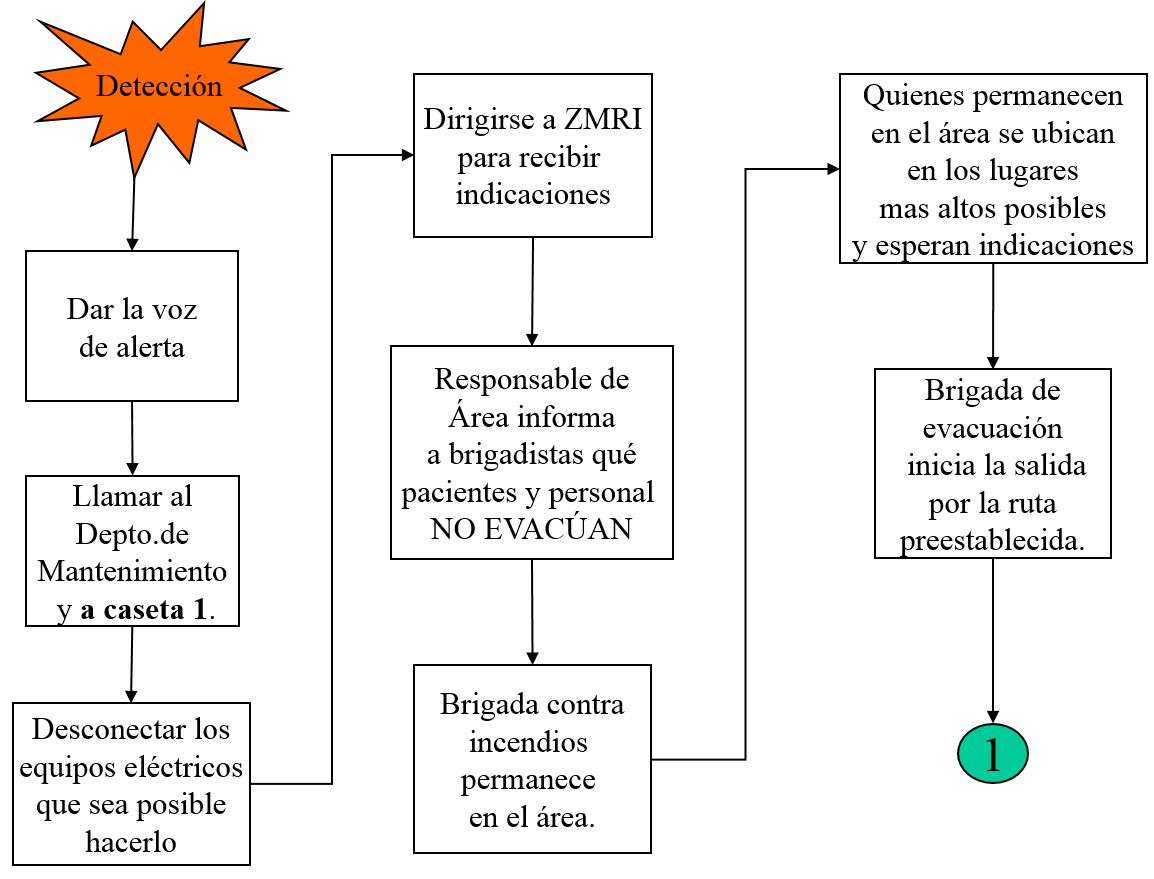 Detección
Dar la voz
de alerta
Llamar al
Depto.de
Mantenimiento
y a caseta 1.
Desconectar los
equipos eléctricos
que sea posible
hacerlo
Dirigirse a ZMRI
para recibir
indicaciones
Responsable de
Área informa
a brigadistas qué
pacientes y personal
NO EVACÚAN
Brigada contra
incendios
permanece
en el área.
Quienes permanecen
en el área se ubican
en los lugares
mas altos posibles
y esperan indicaciones
Brigada de
evacuación
inicia la salida
por la ruta
preestablecida.
1